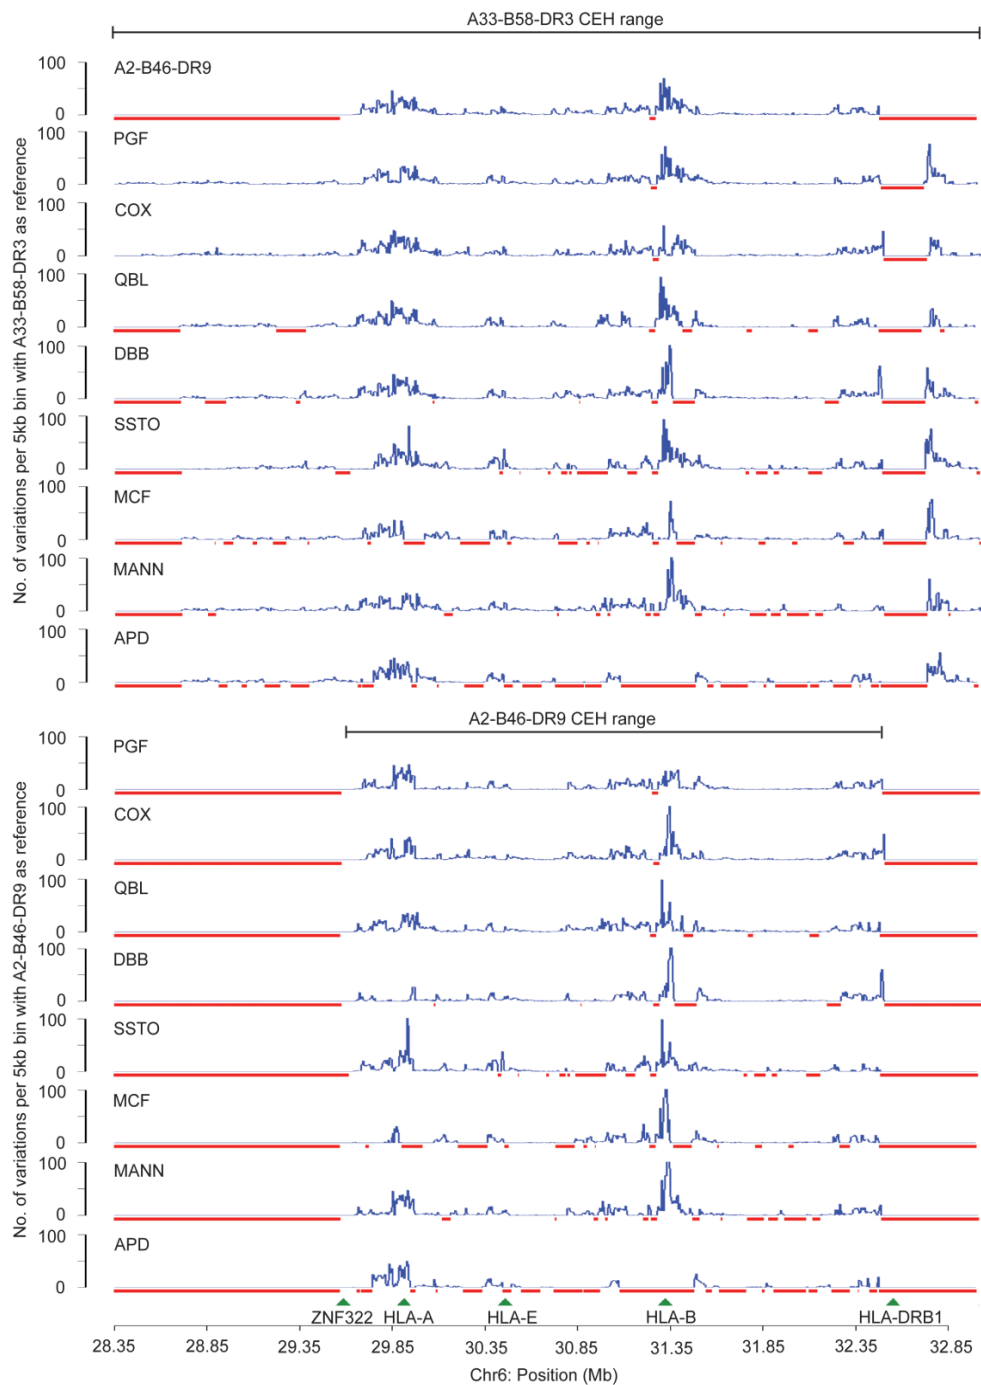 A33-B58-DR3 CEH range
No. of variations per 5kb bin with A33-B58-DR3 as reference
100
A2-B46-DR9
0
100
PGF
0
100
COX
0
100
QBL
0
100
DBB
0
100
SSTO
0
100
MCF
0
100
MANN
0
100
APD
0
A2-B46-DR9 CEH range
No. of variations per 5kb bin with A2-B46-DR9 as reference
100
PGF
0
100
COX
0
100
QBL
0
100
DBB
0
100
SSTO
0
100
MCF
0
100
MANN
0
100
APD
0
ZNF322 HLA-A HLA-E HLA-B HLA-DRB1
28.35 28.85 29.35 29.85 30.35 30.85 31.35 31.85 32.35 32.85
Chr6: Position (Mb)